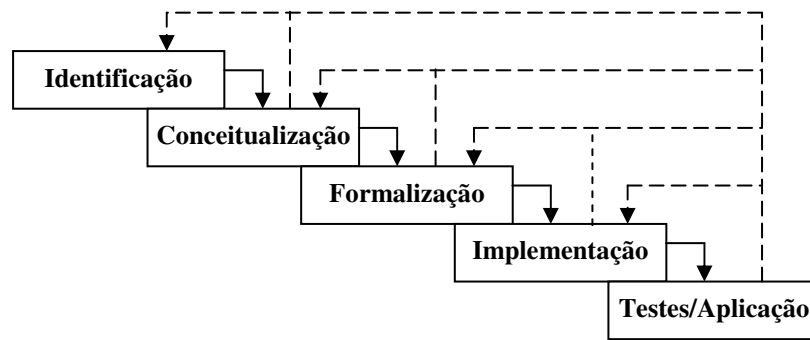 Identificação
Conceitualização
Formalização
Implementação
Testes/Aplicação